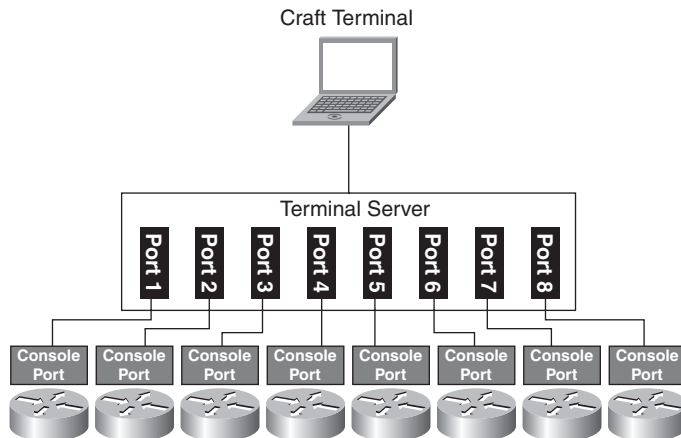 Craft Terminal
Terminal Server
Port 1
Port 2
Port 3
Port 4
Port 5
Port 6
Port 7
Port 8
Console
Port
Console
Port
Console
Port
Console
Port
Console
Port
Console
Port
Console
Port
Console
Port